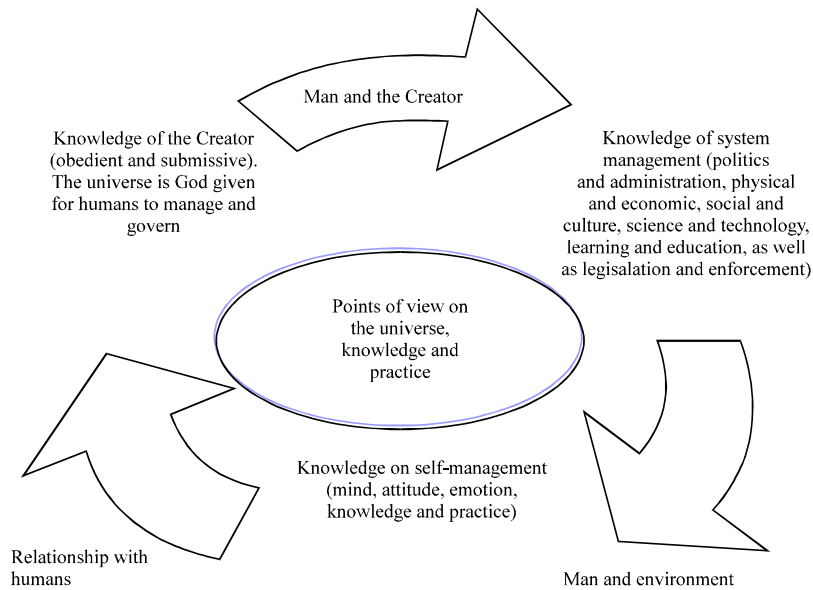 Man and the Creator
Knowledge of the Creator
(obedient and submissive).
The universe is God given
for humans to manage and
govern
Knowledge of system
management (politics
and administration, physical
and economic, social and
culture, science and technology,
learning and education, as well
as legisalation and enforcement)
Points of view on
the universe,
knowledge and
practice
Knowledge on self-management
(mind, attitude, emotion,
knowledge and practice)
Relationship with
humans
Man and environment